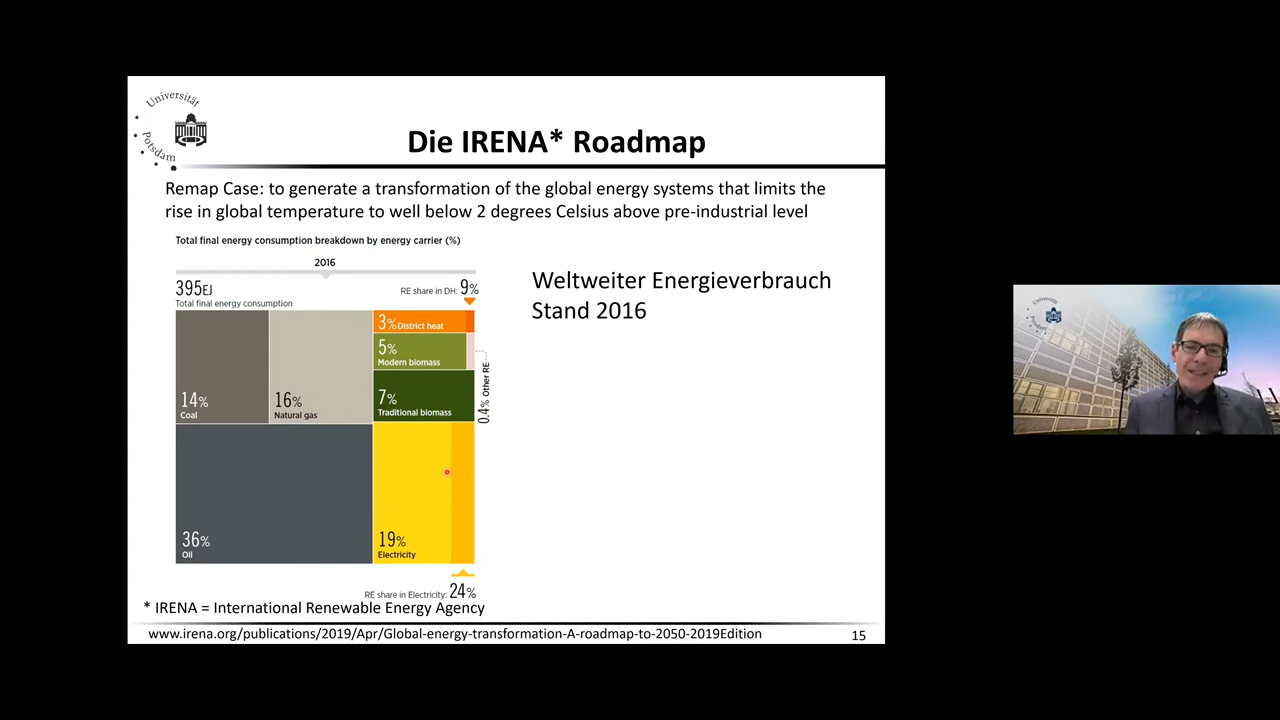 Universität
Potsdam
Die IRENA* Roadmap
Remap Case: to generate a transformation of the global energy systems that limits the
rise in global temperature to well below 2 degrees Celsius above pre-industrial level
Total final energy consumption breakdown by energy carrier (%)
2016
395EJ
Total final energy consumption
RE share in DH: 9%
Weltweiter Energieverbrauch
Stand 2016
3% District heat
5%
Modern biomass
7%
Traditional biomass
0.4% Other RE
14%
Coal
16%
Natural gas
36%
Oil
19%
Electricity
RE share in Electricity: 24%
* IRENA = International Renewable Energy Agency
www.irena.org/publications/2019/Apr/Global-energy-transformation-A-roadmap-to-2050-2019Edition
15
Universität
Potsdam